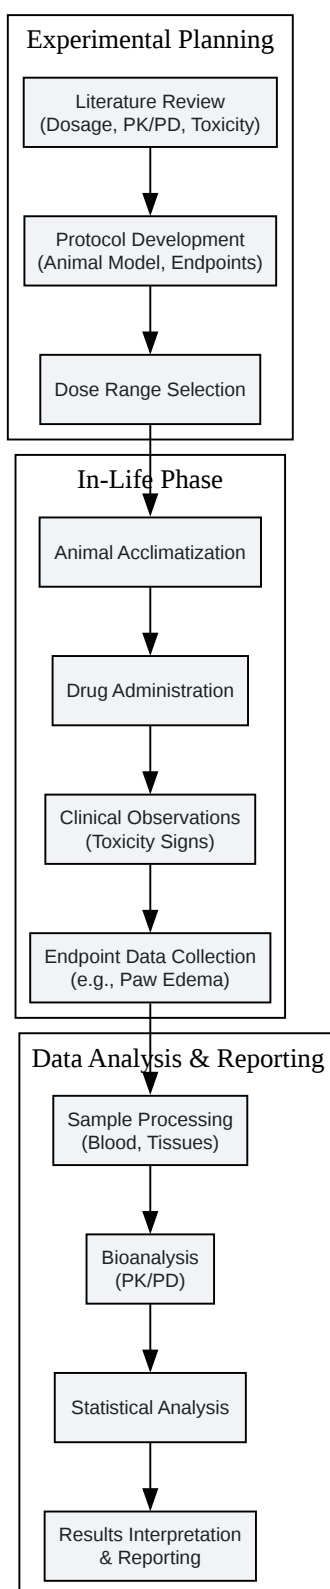 Experimental Planning
Literature Review
(Dosage, PK/PD, Toxicity)
Protocol Development
(Animal Model, Endpoints)
Dose Range Selection
In-Life Phase
Animal Acclimatization
Drug Administration
Clinical Observations
(Toxicity Signs)
Endpoint Data Collection
(e.g., Paw Edema)
Data Analysis & Reporting
Sample Processing
(Blood, Tissues)
Bioanalysis
(PK/PD)
Statistical Analysis
Results Interpretation
& Reporting